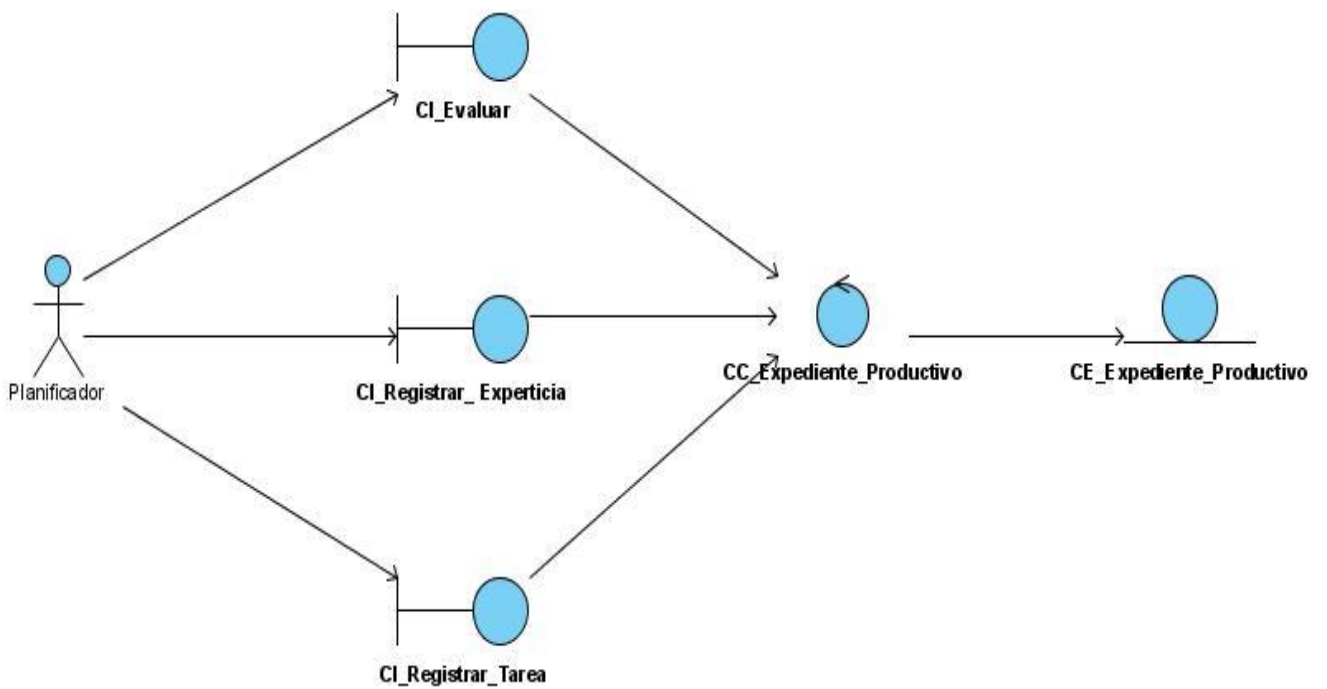 CI_Evaluar
Planificador
CI_Registrar_ Experticia
CC_Expediente_Productivo
CE_Expediente_Productivo
CI_Registrar_Tarea